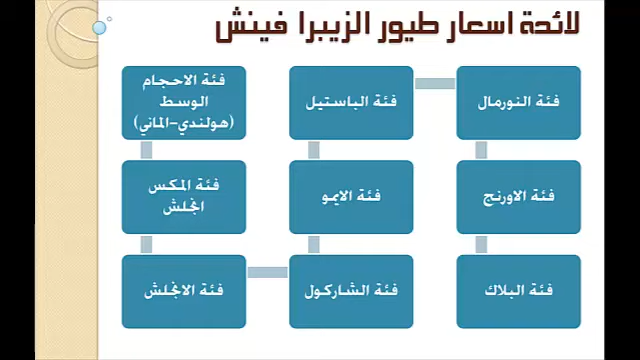 لائحة اسعار طيور الزيبرا فينش
فئة النورمال
فئة الاورنج
فئة البلاك
فئة الشاركول
فئة الايمو
فئة الباستيل
فئة الاحجام
الوسط
(هولندي-الماني)
فئة المكس
انجلش
فئة الانجلش